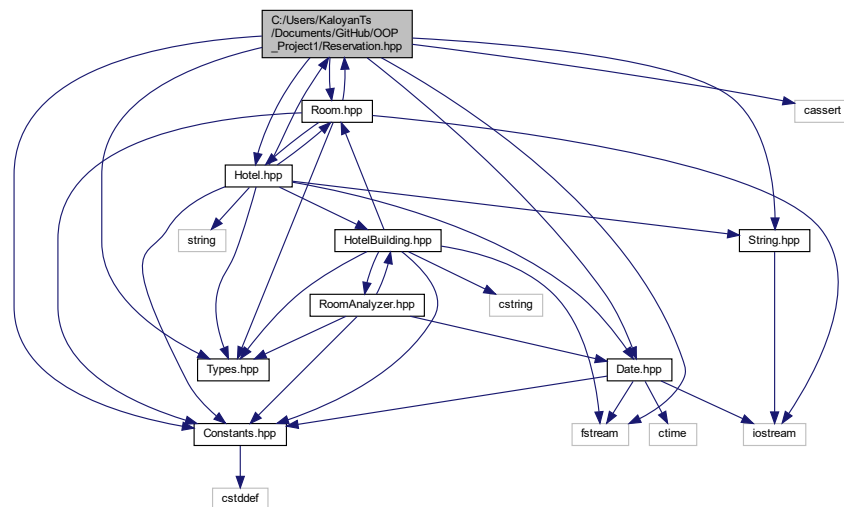 C:/Users/KaloyanTs
/Documents/GitHub/OOP
_Project1/Reservation.hpp
cassert
Room.hpp
Hotel.hpp
string
HotelBuilding.hpp
String.hpp
RoomAnalyzer.hpp
cstring
Types.hpp
Date.hpp
Constants.hpp
fstream
ctime
iostream
cstddef